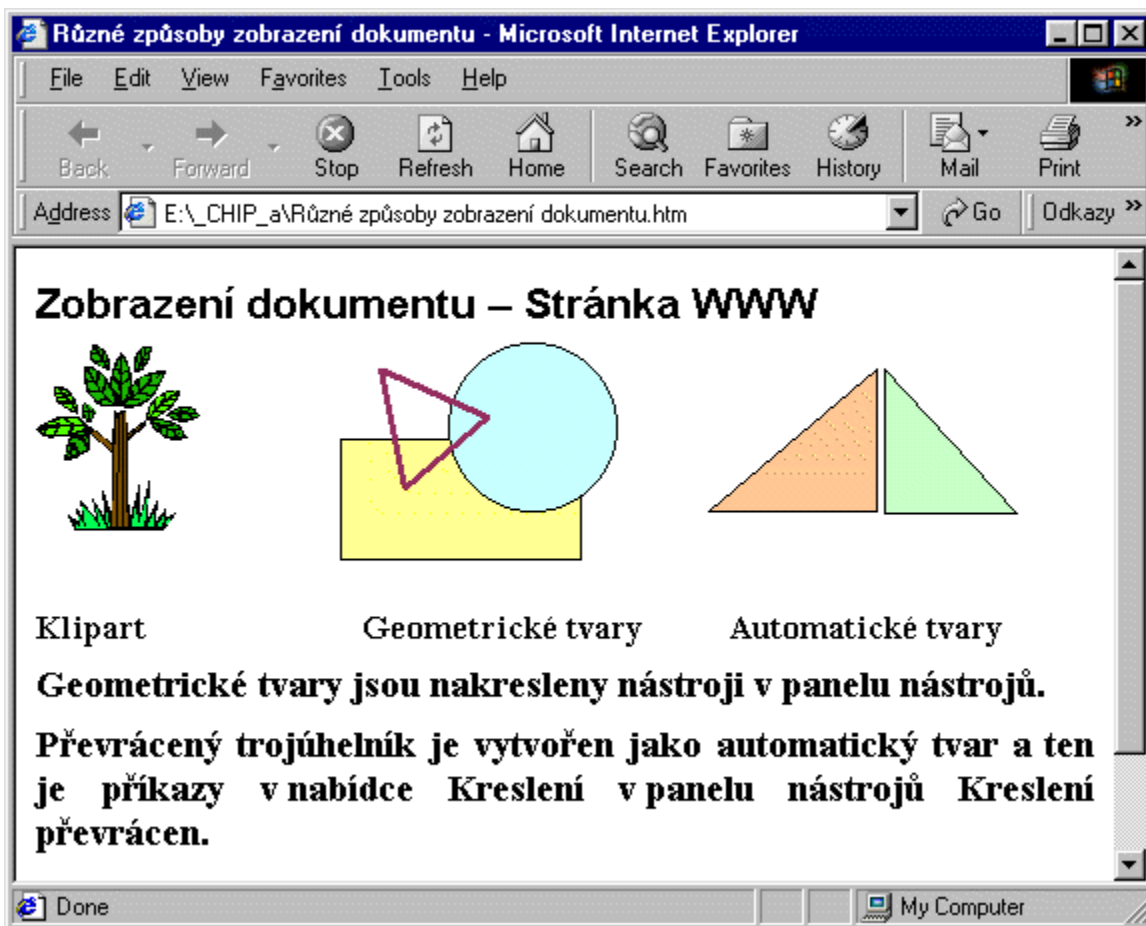 Různé způsoby zobrazení dokumentu - Microsoft Internet Explorer
File Edit View Favorites Tools Help
Back Forward Stop Refresh Home Search Favorites History Mail Print »
Address E:\_CHIP_a\Různé způsoby zobrazení dokumentu.htm Go Odkazy »
Zobrazení dokumentu – Stránka WWW
Klipart Geometrické tvary Automatické tvary
Geometrické tvary jsou nakresleny nástroji v panelu nástrojů.
Převrácený trojúhelník je vytvořen jako automatický tvar a ten
je příkazy v nabídce Kreslení v panelu nástrojů Kreslení
převrácen.
Done My Computer